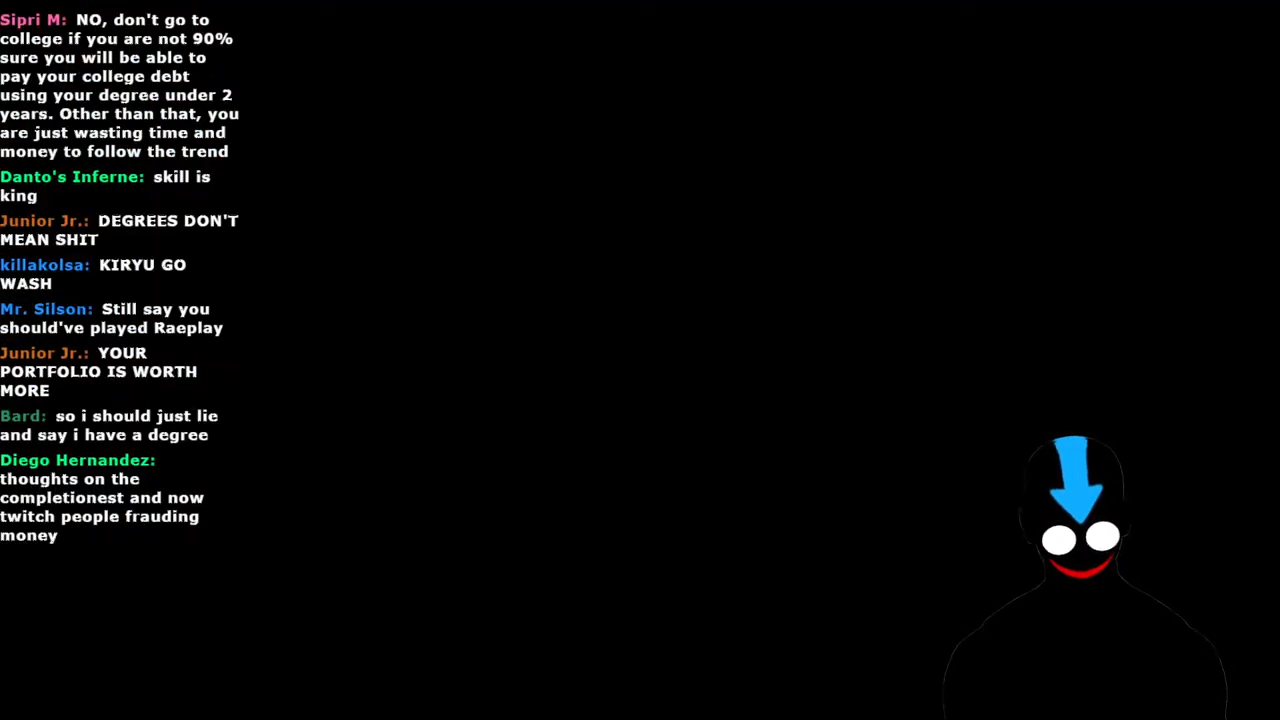 Sipri M: NO, don't go to
college if you are not 90%
sure you will be able to
pay your college debt
using your degree under 2
years. Other than that, you
are just wasting time and
money to follow the trend
Danto's Inferne: skill is
king
Junior Jr.: DEGREES DON'T
MEAN SHIT
killakolsa: KIRYU GO
WASH
Mr. Silson: Still say you
should've played Raeplay
Junior Jr.: YOUR
PORTFOLIO IS WORTH
MORE
Bard: so i should just lie
and say i have a degree
Diego Hernandez:
thoughts on the
completionest and now
twitch people frauding
money